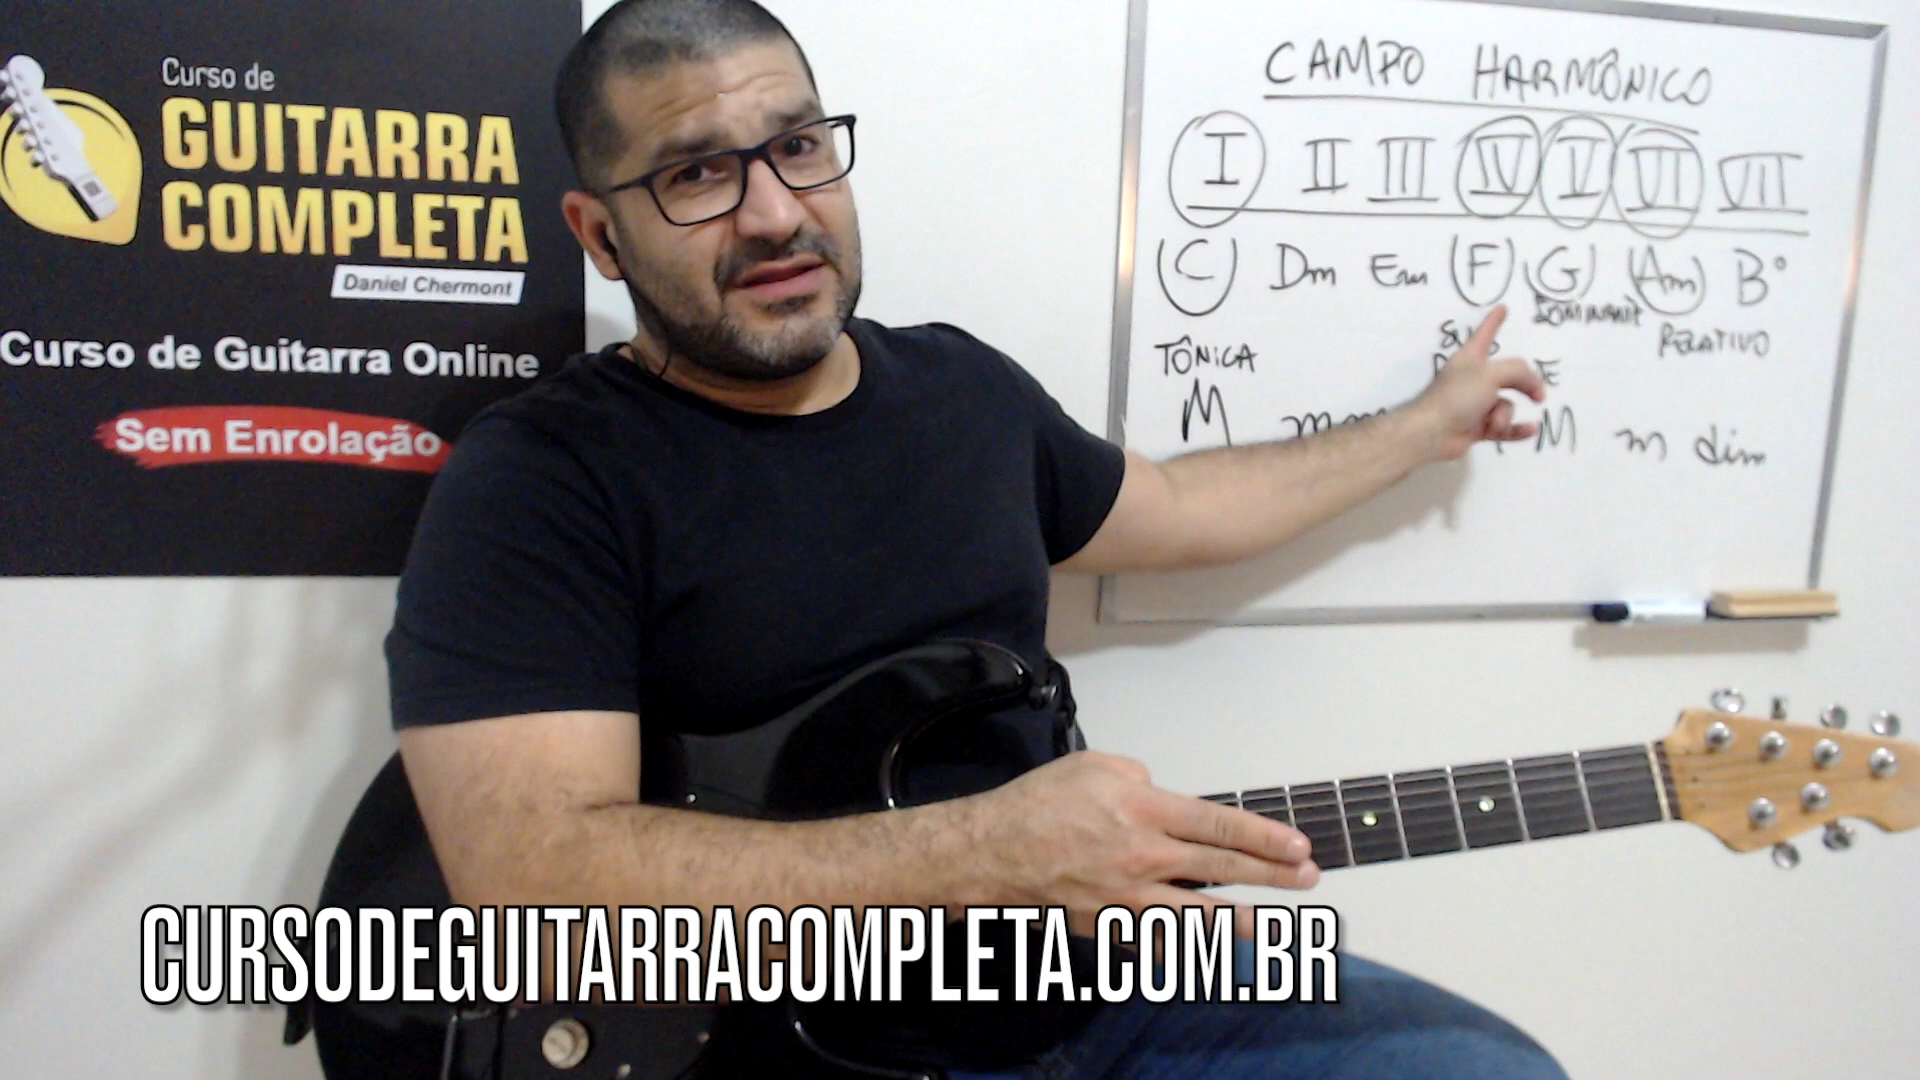 Curso de
GUITARRA
COMPLETA
Daniel Chermont
Curso de Guitarra Online
Sem Enrolação
CAMPO HARMÔNICO
I II III IV V VI VII
C Dm Em F G Am B°
DOMINANTE
TÔNICA RELATIVO
M m m M m dim
CURSODEGUITARRACOMPLETA.COM.BR